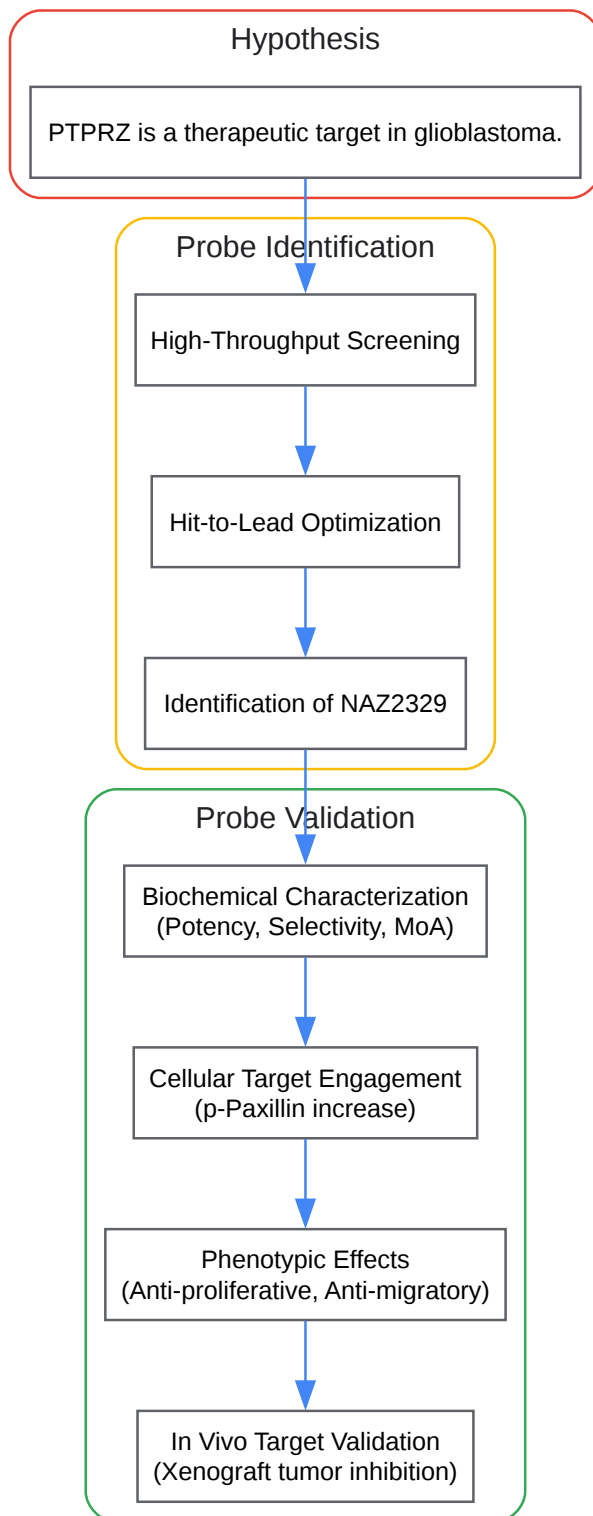 Hypothesis
PTPRZ is a therapeutic target in glioblastoma.
Probe Identification
High-Throughput Screening
Hit-to-Lead Optimization
Identification of NAZ2329
Probe Validation
Biochemical Characterization
(Potency, Selectivity, MoA)
Cellular Target Engagement
(p-Paxillin increase)
Phenotypic Effects
(Anti-proliferative, Anti-migratory)
In Vivo Target Validation
(Xenograft tumor inhibition)